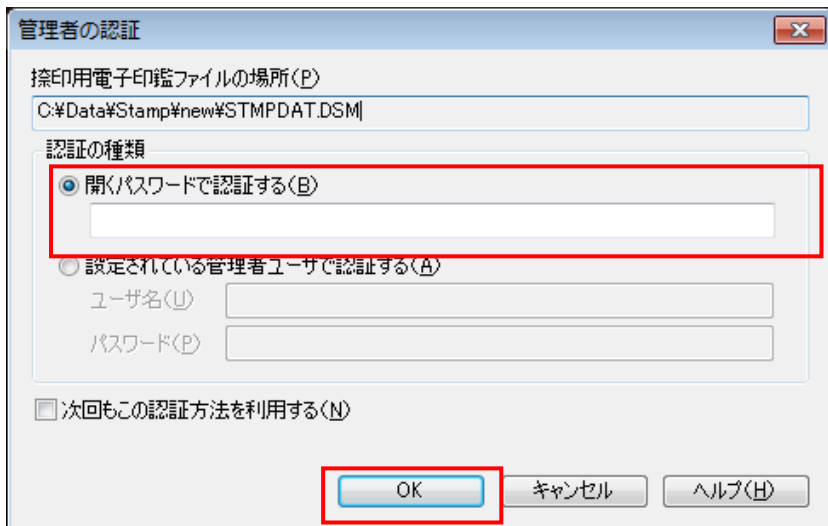 管理者の認証
捺印用電子印鑑ファイルの場所(P)
C:¥Data¥Stamp¥new¥STMPDAT.DSM
認証の種類
開くパスワードで認証する(B)
設定されている管理者ユーザで認証する(A)
ユーザ名(U)
パスワード(P)
次回もこの認証方法を利用する(N)
OK キャンセル ヘルプ(H)